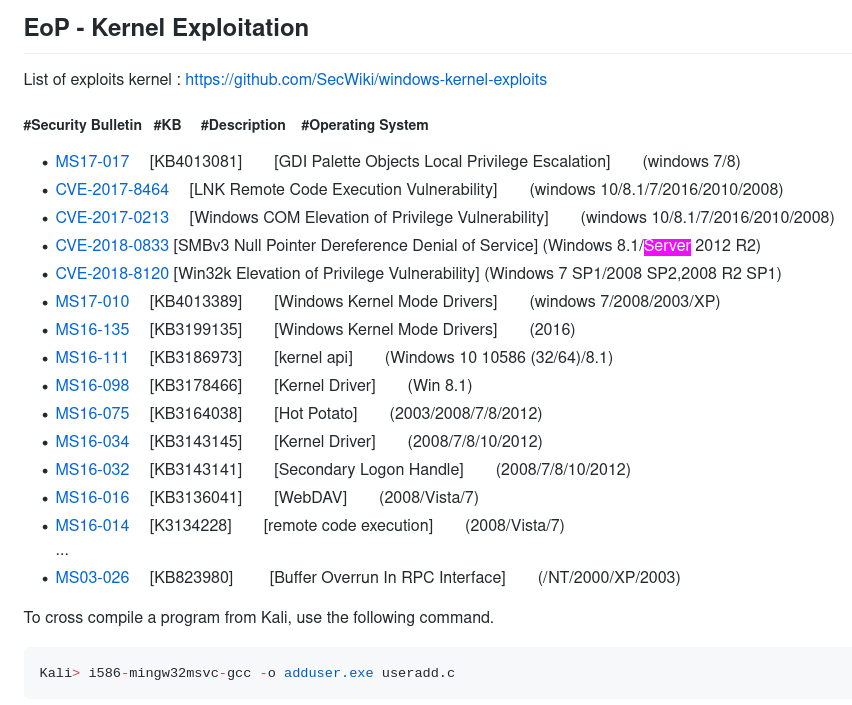 EoP - Kernel Exploitation
List of exploits kernel : https://github.com/SecWiki/windows-kernel-exploits
#Security Bulletin #KB #Description #Operating System
• MS17-017 [KB4013081] [GDI Palette Objects Local Privilege Escalation] (windows 7/8)
• CVE-2017-8464 [LNK Remote Code Execution Vulnerability] (windows 10/8.1/7/2016/2010/2008)
• CVE-2017-0213 [Windows COM Elevation of Privilege Vulnerability] (windows 10/8.1/7/2016/2010/2008)
• CVE-2018-0833 [SMBv3 Null Pointer Dereference Denial of Service] (Windows 8.1/Server 2012 R2)
• CVE-2018-8120 [Win32k Elevation of Privilege Vulnerability] (Windows 7 SP1/2008 SP2,2008 R2 SP1)
• MS17-010 [KB4013389] [Windows Kernel Mode Drivers] (windows 7/2008/2003/XP)
• MS16-135 [KB3199135] [Windows Kernel Mode Drivers] (2016)
• MS16-111 [KB3186973] [kernel api] (Windows 10 10586 (32/64)/8.1)
• MS16-098 [KB3178466] [Kernel Driver] (Win 8.1)
• MS16-075 [KB3164038] [Hot Potato] (2003/2008/7/8/2012)
• MS16-034 [KB3143145] [Kernel Driver] (2008/7/8/10/2012)
• MS16-032 [KB3143141] [Secondary Logon Handle] (2008/7/8/10/2012)
• MS16-016 [KB3136041] [WebDAV] (2008/Vista/7)
• MS16-014 [K3134228] [remote code execution] (2008/Vista/7)
...
• MS03-026 [KB823980] [Buffer Overrun In RPC Interface] (/NT/2000/XP/2003)
To cross compile a program from Kali, use the following command.
Kali> i586-mingw32msvc-gcc -o adduser.exe useradd.c